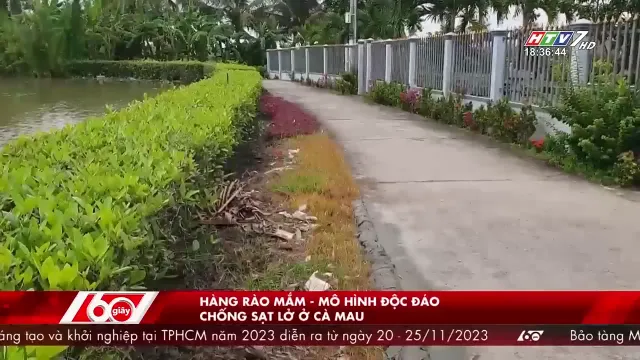 HTV7 HD
18:36:44
60 giây
HÀNG RÀO MẮM - MÔ HÌNH ĐỘC ĐÁO
CHỐNG SẠT LỞ Ở CÀ MAU
áng tạo và khởi nghiệp tại TPHCM năm 2023 diễn ra từ ngày 20 - 25/11/2023 60 Bảo tàng M